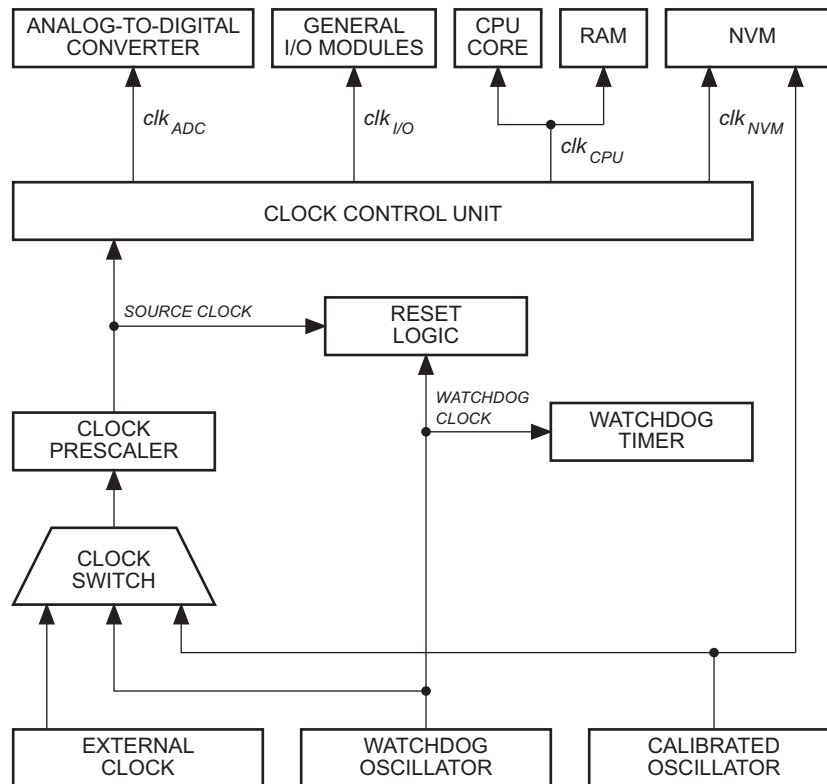 ANALOG-TO-DIGITAL
CONVERTER
GENERAL
I/O MODULES
CPU
CORE
RAM
NVM
clk ADC
clk I/O
clk CPU
clk NVM
CLOCK CONTROL UNIT
SOURCE CLOCK
RESET
LOGIC
WATCHDOG
CLOCK
CLOCK
PRESCALER
WATCHDOG
TIMER
CLOCK
SWITCH
EXTERNAL
CLOCK
WATCHDOG
OSCILLATOR
CALIBRATED
OSCILLATOR